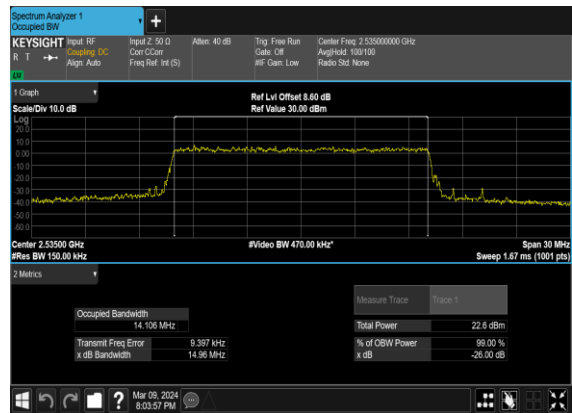 Spectrum Analyzer 1
Occupied BW
KEYSIGHT Input: RF Input Z: 50 Ω Atten: 40 dB Trig: Free Run Center Freq: 2.535000000 GHz
R T Coupling: DC Corr CCorr Gate: Off Avg|Hold: 100/100
Align: Auto Freq Ref: Int (S) #IF Gain: Low Radio Std: None
1 Graph
Ref Lvl Offset 8.60 dB
Scale/Div 10.0 dB Ref Value 30.00 dBm
Log
20.0
10.0
0.00
-10.0
-20.0
-30.0
-40.0
-50.0
-60.0
Center 2.53500 GHz #Video BW 470.00 kHz* Span 30 MHz
#Res BW 150.00 kHz Sweep 1.67 ms (1001 pts)
2 Metrics
Measure Trace Trace 1
Occupied Bandwidth
14.106 MHz Total Power 22.6 dBm
Transmit Freq Error 9.397 kHz % of OBW Power 99.00 %
x dB Bandwidth 14.96 MHz x dB -26.00 dB
? Mar 09, 2024
8:03:57 PM